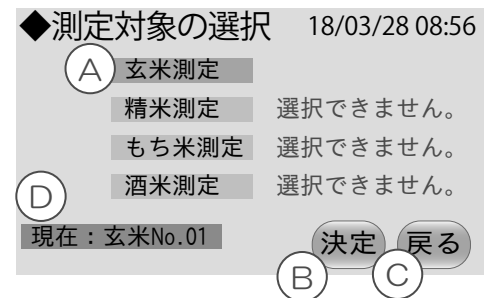 ◆測定対象の選択 18/03/28 08:56
A 玄米測定
精米測定 選択できません。
もち米測定 選択できません。
酒米測定 選択できません。
D
現在：玄米No.01 決定 戻る
B C